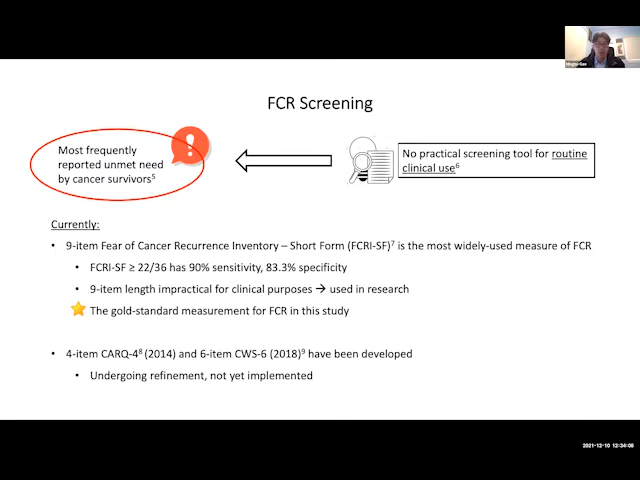 FCR Screening
Most frequently
reported unmet need
by cancer survivors5
No practical screening tool for routine
clinical use6
Currently:
• 9-item Fear of Cancer Recurrence Inventory – Short Form (FCRI-SF)7 is the most widely-used measure of FCR
• FCRI-SF ≥ 22/36 has 90% sensitivity, 83.3% specificity
• 9-item length impractical for clinical purposes → used in research
The gold-standard measurement for FCR in this study
• 4-item CARQ-48 (2014) and 6-item CWS-6 (2018)9 have been developed
• Undergoing refinement, not yet implemented
2021-12-10 12:34:08